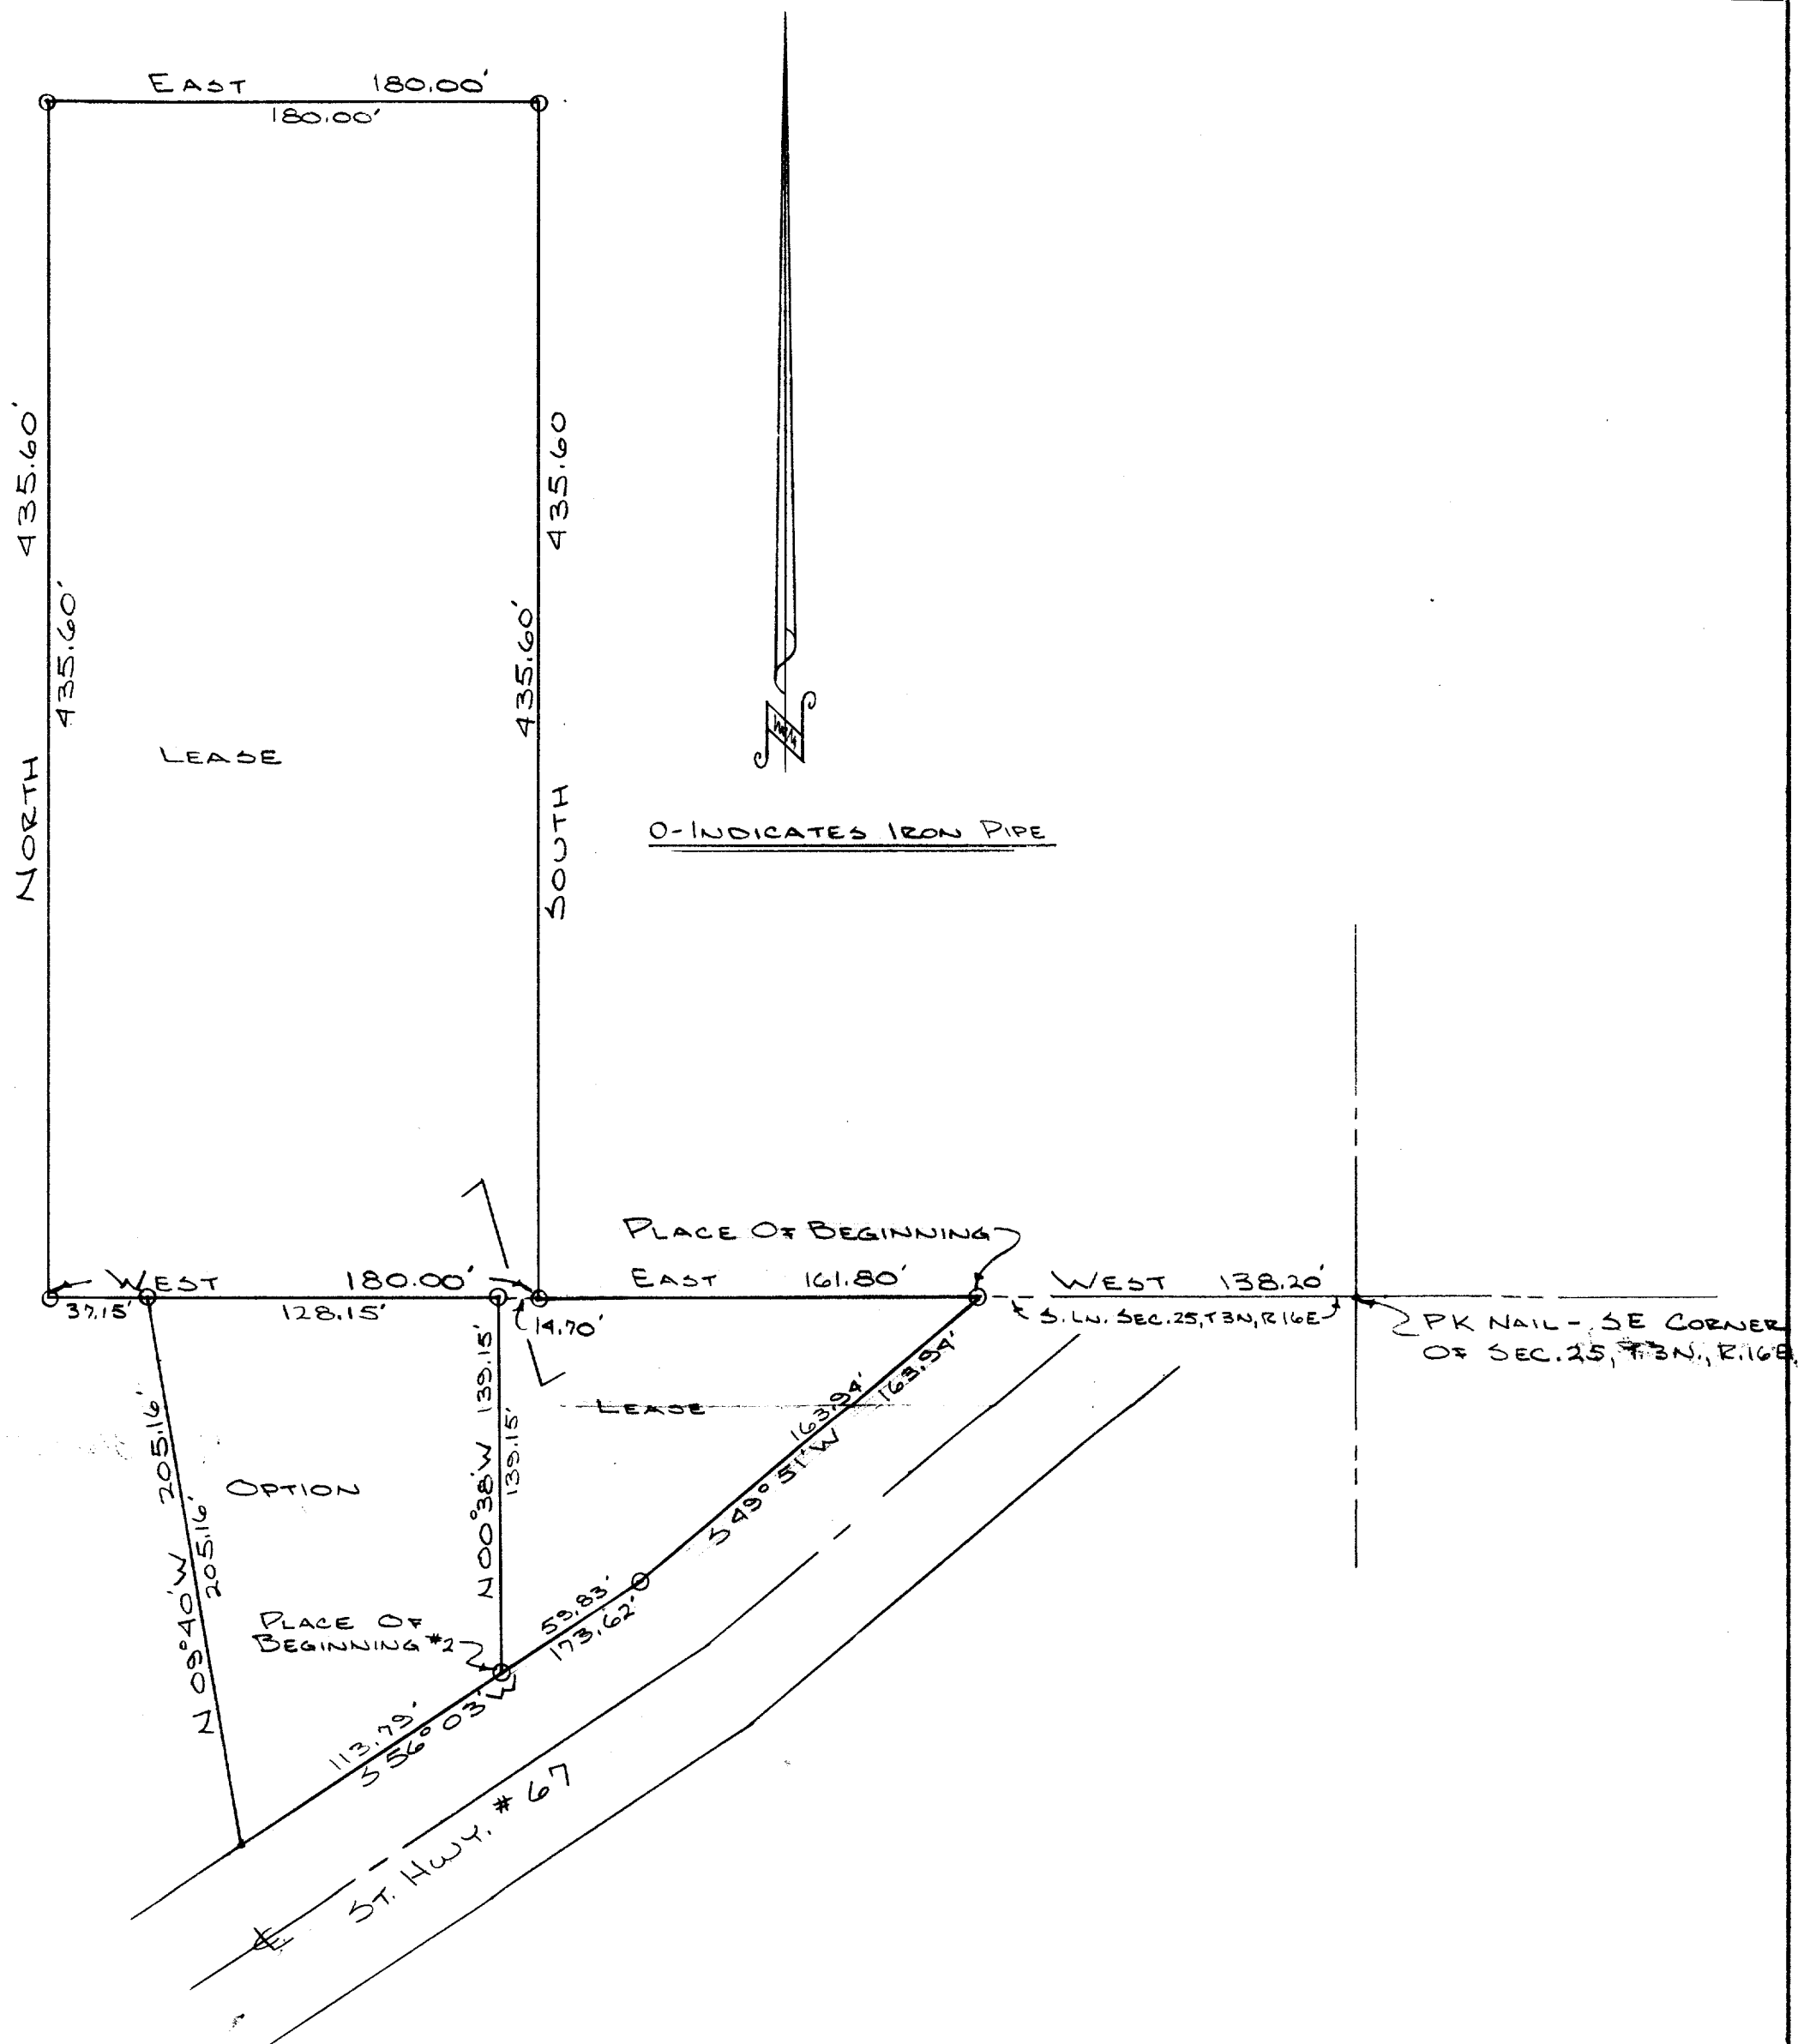 EAST 180.00'
180.00'
NORTH 435.60'
435.60'
SOUTH 435.60
435.60'
LEASE
N
O-INDICATES IRON PIPE
PLACE OF BEGINNING
WEST 180.00'
EAST 161.80'
WEST 138.20'
37.15'
128.15'
14.70'
S. LN. SEC. 25, T3N, R16E
PK NAIL - SE CORNER
OF SEC. 25, T.3N., R.16E.
LEASE
163.94'
163.94'
S 49° 51' W
N 00° 38' W 139.15'
139.15'
OPTION
205.16'
N 09° 40' W
205.16'
PLACE OF
BEGINNING #2
59.83'
173.62'
113.79'
S 56° 03' W
ST. HWY. # 67